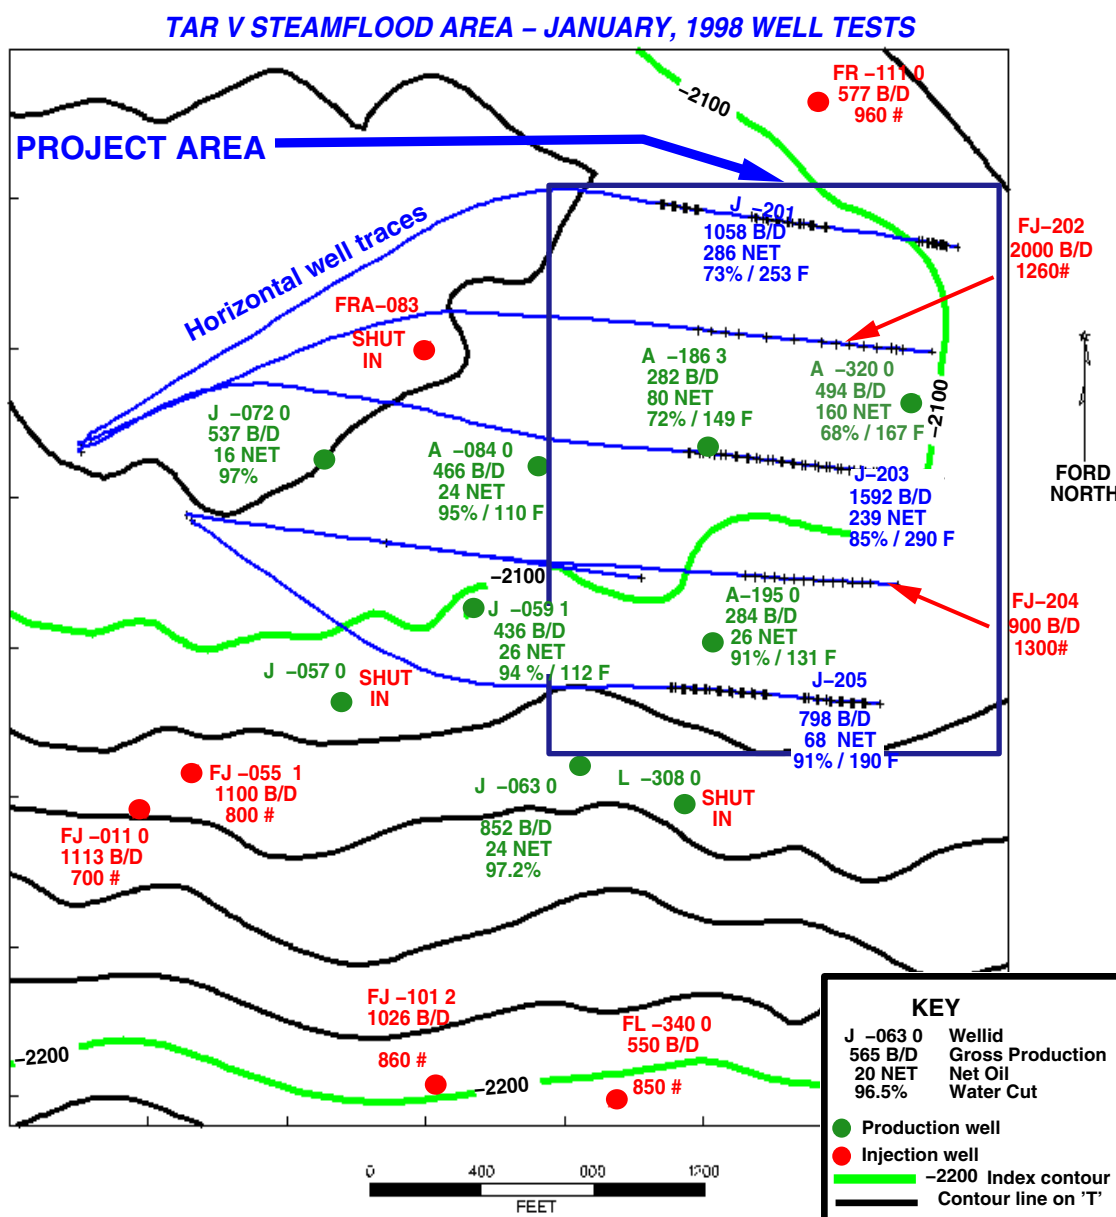 TAR V STEAMFLOOD AREA – JANUARY, 1998 WELL TESTS
FR –111 0
577 B/D
960 #
–2100
PROJECT AREA
Horizontal well traces
J –201
1058 B/D
286 NET
73% / 253 F
FJ–202
2000 B/D
1260#
FRA–083
SHUT
IN
A –186 3
282 B/D
80 NET
72% / 149 F
A –320 0
494 B/D
160 NET
68% / 167 F
–2100
J –072 0
537 B/D
16 NET
97%
A –084 0
466 B/D
24 NET
95% / 110 F
J–203
1592 B/D
239 NET
85% / 290 F
FORD
NORTH
–2100
J –059 1
436 B/D
26 NET
94 % / 112 F
A–195 0
284 B/D
26 NET
91% / 131 F
FJ–204
900 B/D
1300#
J –057 0
SHUT
IN
J–205
798 B/D
68 NET
91% / 190 F
FJ –055 1
1100 B/D
800 #
FJ –011 0
1113 B/D
700 #
J –063 0
852 B/D
24 NET
97.2%
L –308 0
SHUT
IN
FJ –101 2
1026 B/D
860 #
FL –340 0
550 B/D
850 #
–2200
–2200
KEY
J –063 0 Wellid
565 B/D Gross Production
20 NET Net Oil
96.5% Water Cut
Production well
Injection well
–2200 Index contour
Contour line on 'T'
0 400 800 1200
FEET